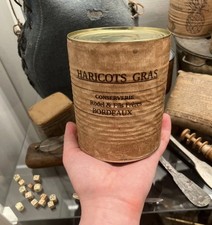 HARICOTS GRAS
CONSERVERIE
Rödel & Fils Frères
BORDEAUX